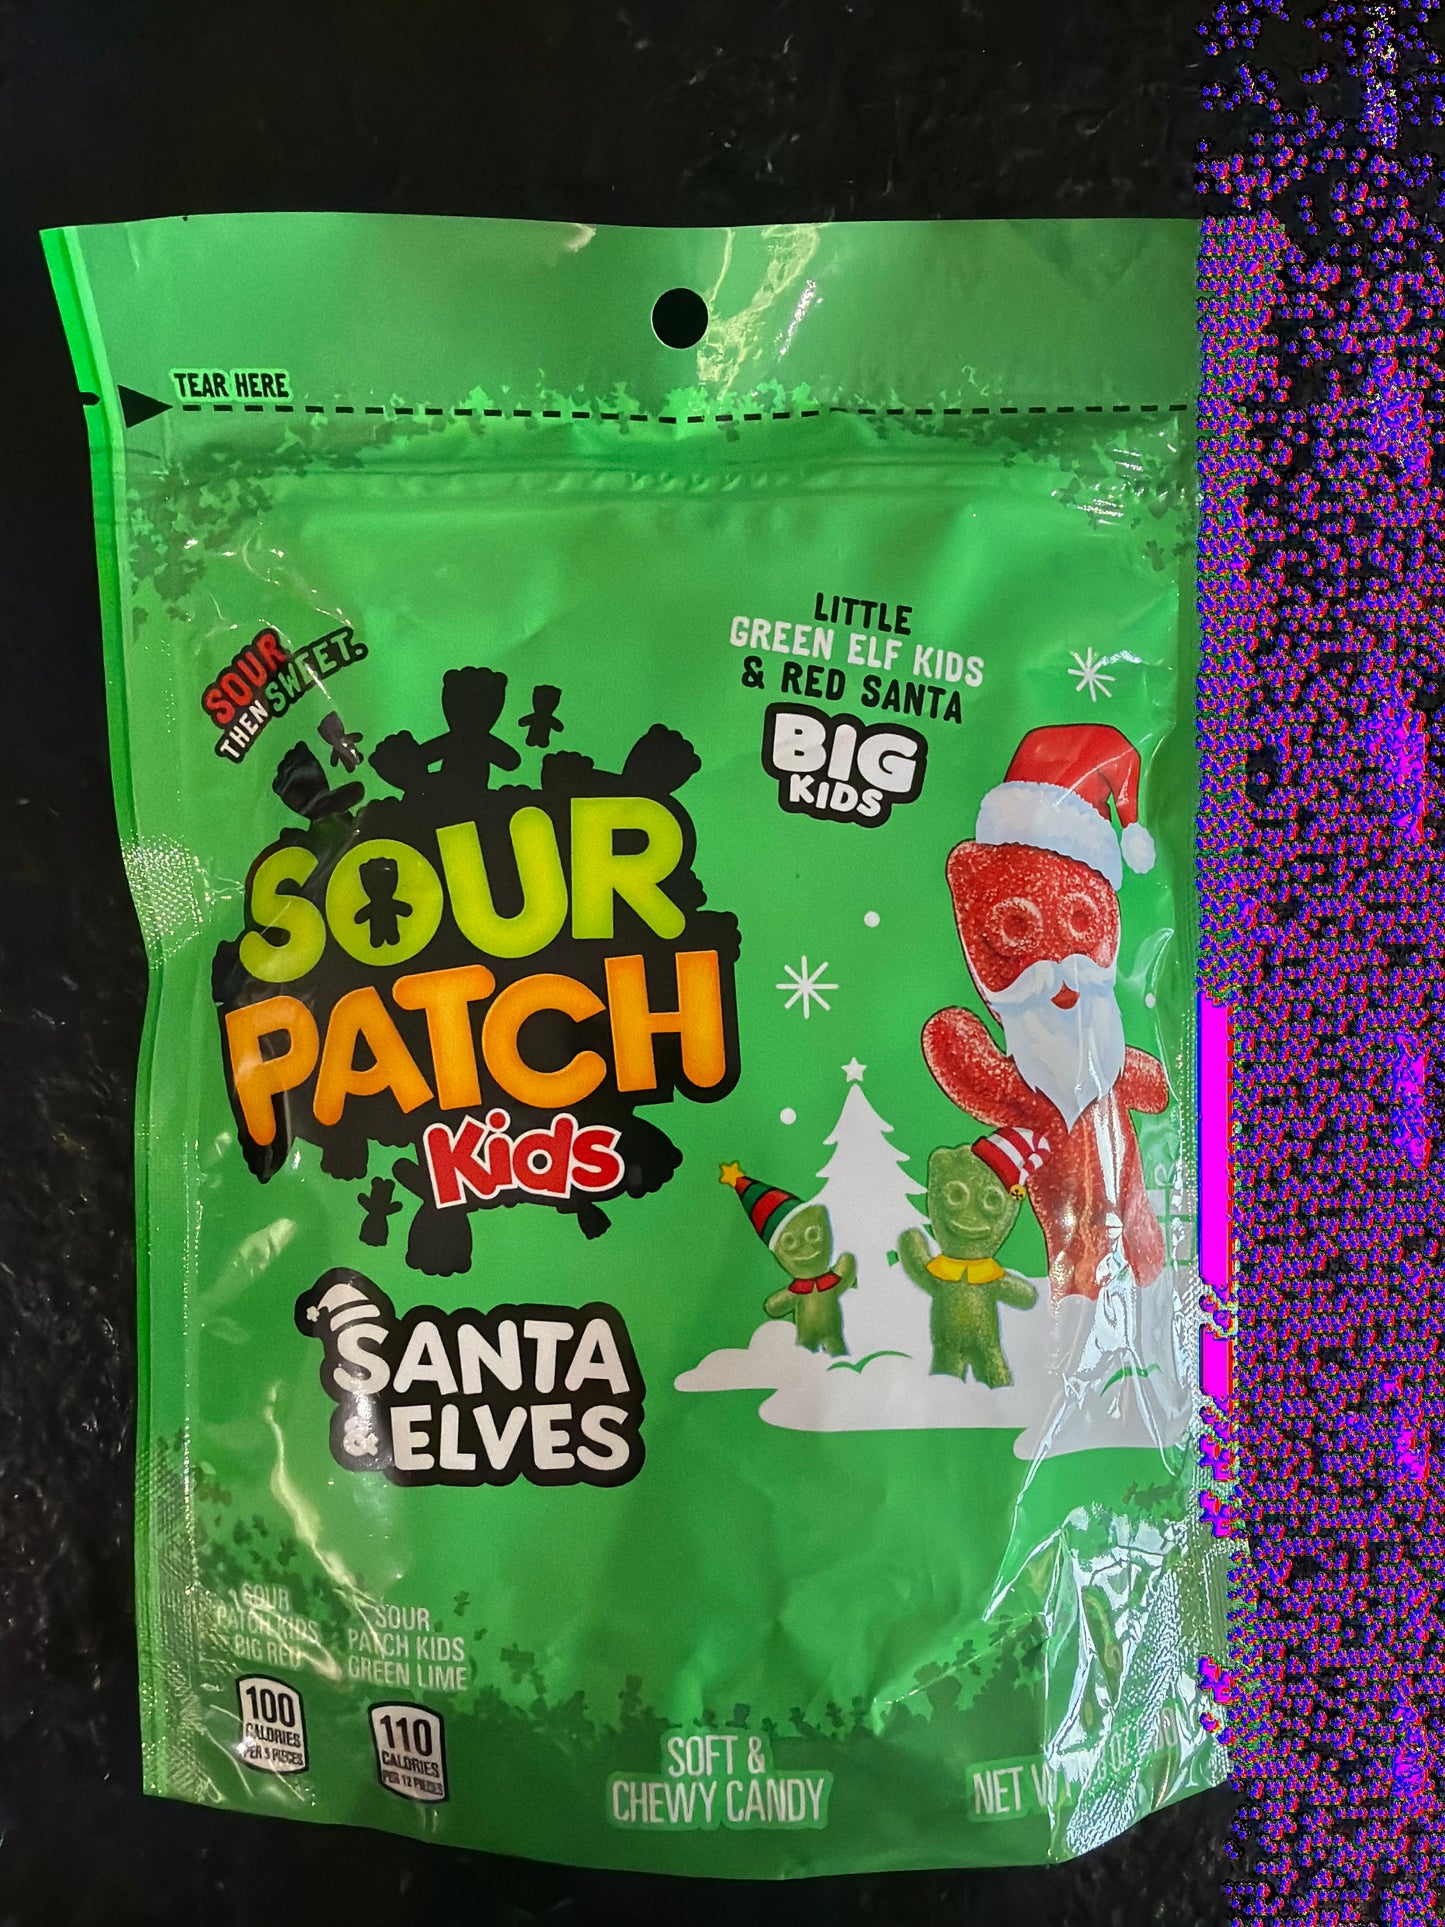 TEAR HERE
SOUR
THEN SWEET.
LITTLE
GREEN ELF KIDS
& RED SANTA
BIG
KIDS
SOUR
PATCH
Kids
SANTA
& ELVES
SOUR
PATCH KIDS
BIG RED
100
CALORIES
PER 5 PIECES
SOUR
PATCH KIDS
GREEN LIME
110
CALORIES
PER 12 PIECES
SOFT &
CHEWY CANDY
NET WT